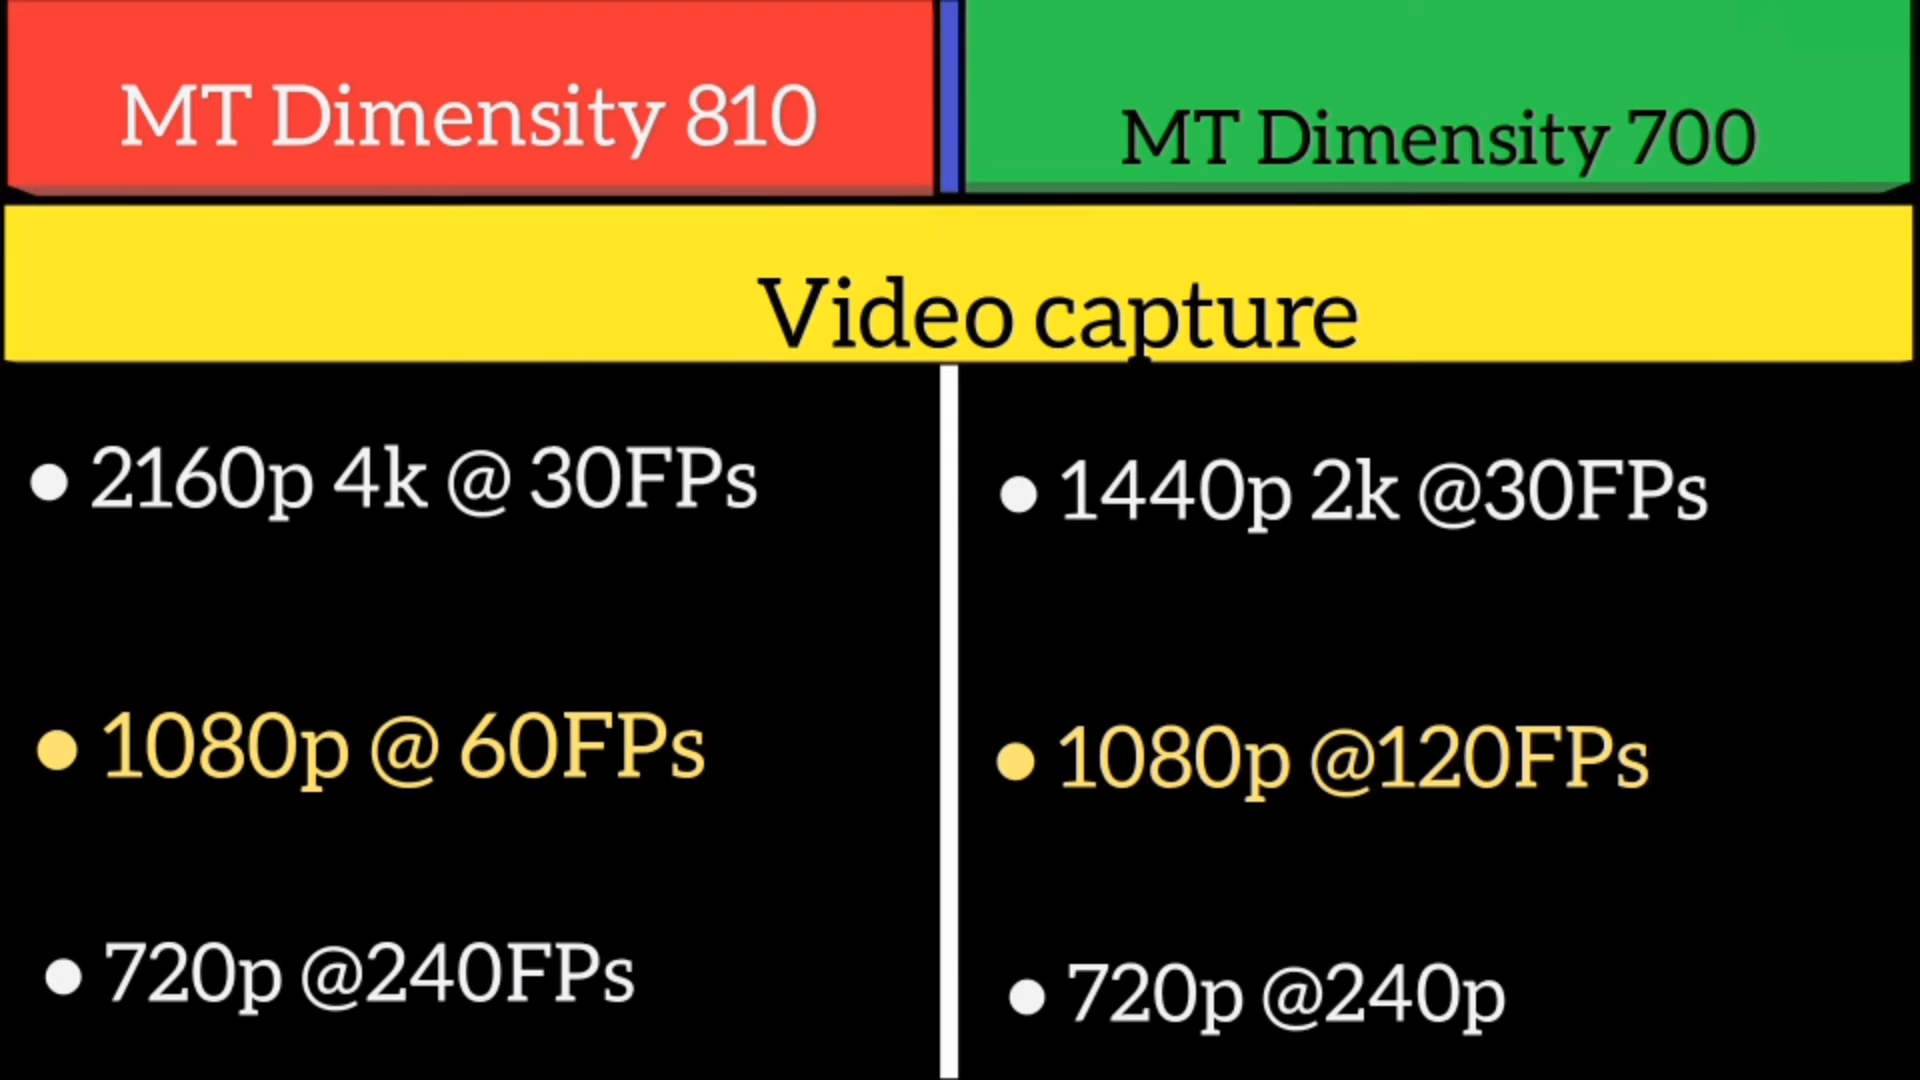 MT Dimensity 810
MT Dimensity 700
Video capture
• 2160p 4k @ 30FPs
• 1440p 2k @30FPs
• 1080p @ 60FPs
• 1080p @120FPs
• 720p @240FPs
• 720p @240p